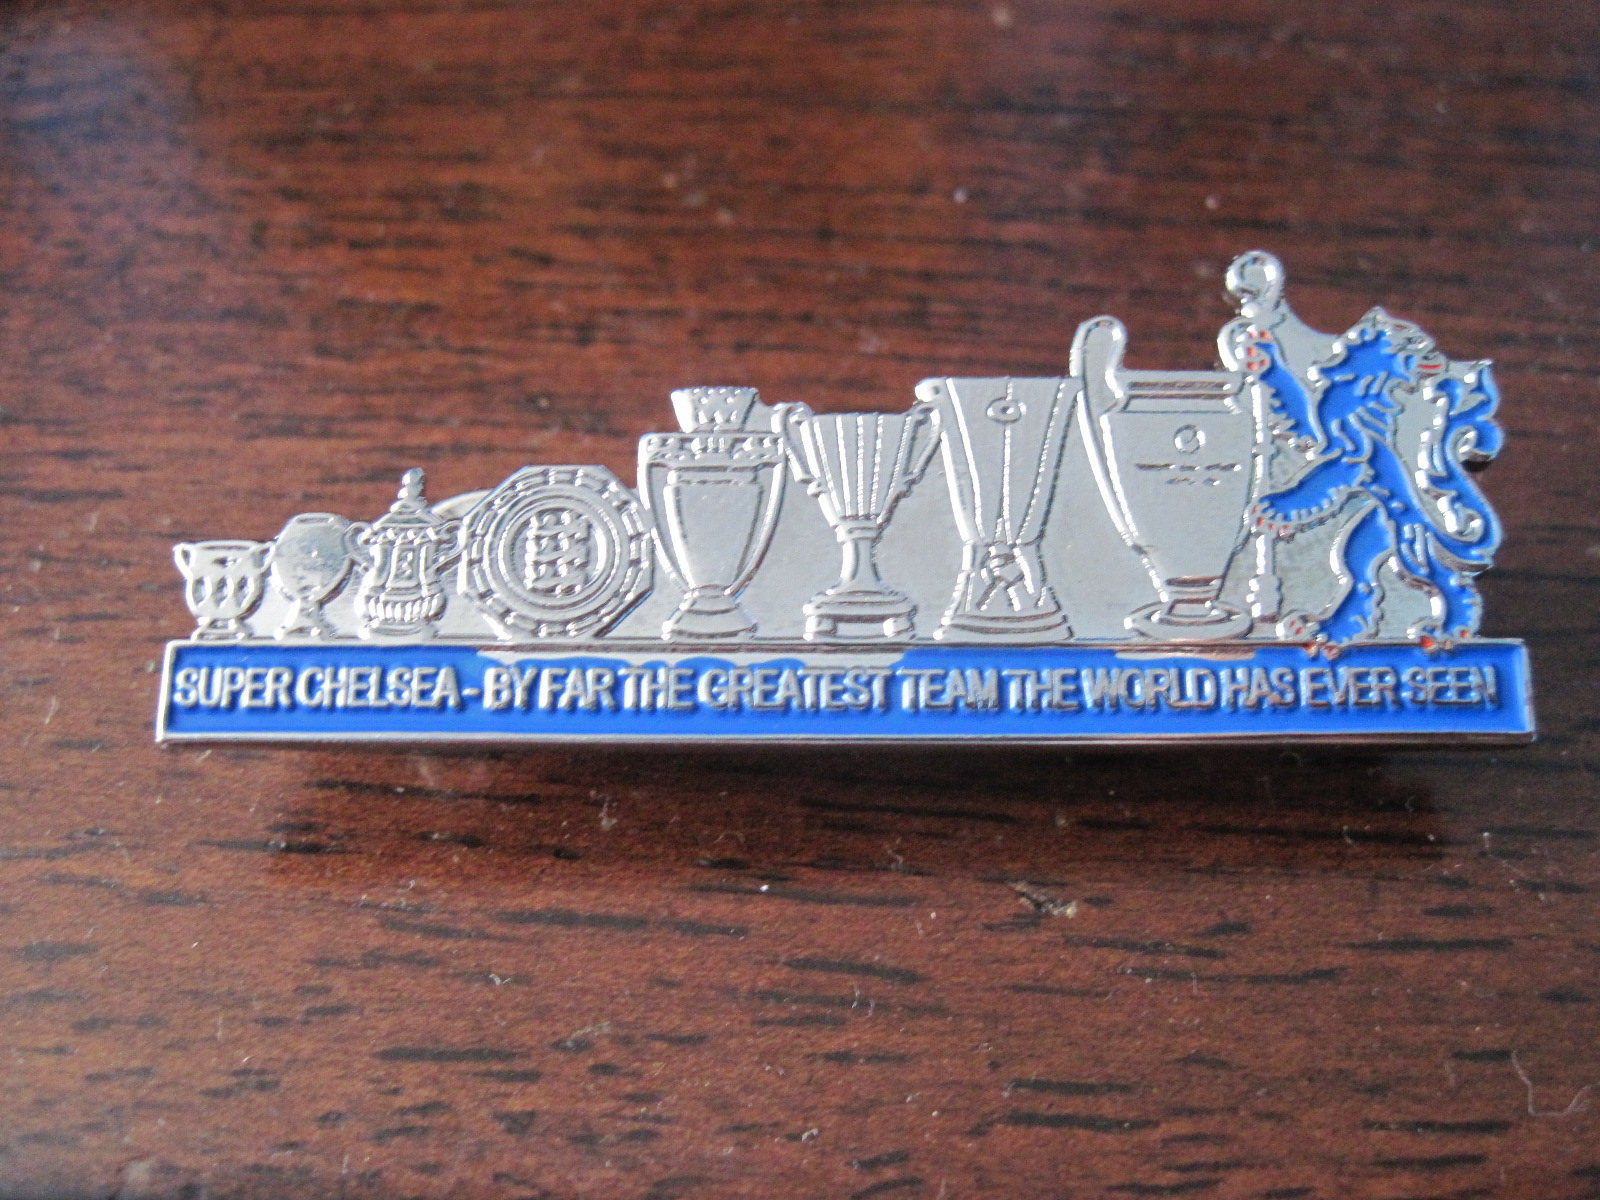 SUPER CHELSEA - BY FAR THE GREATEST TEAM THE WORLD HAS EVER SEEN